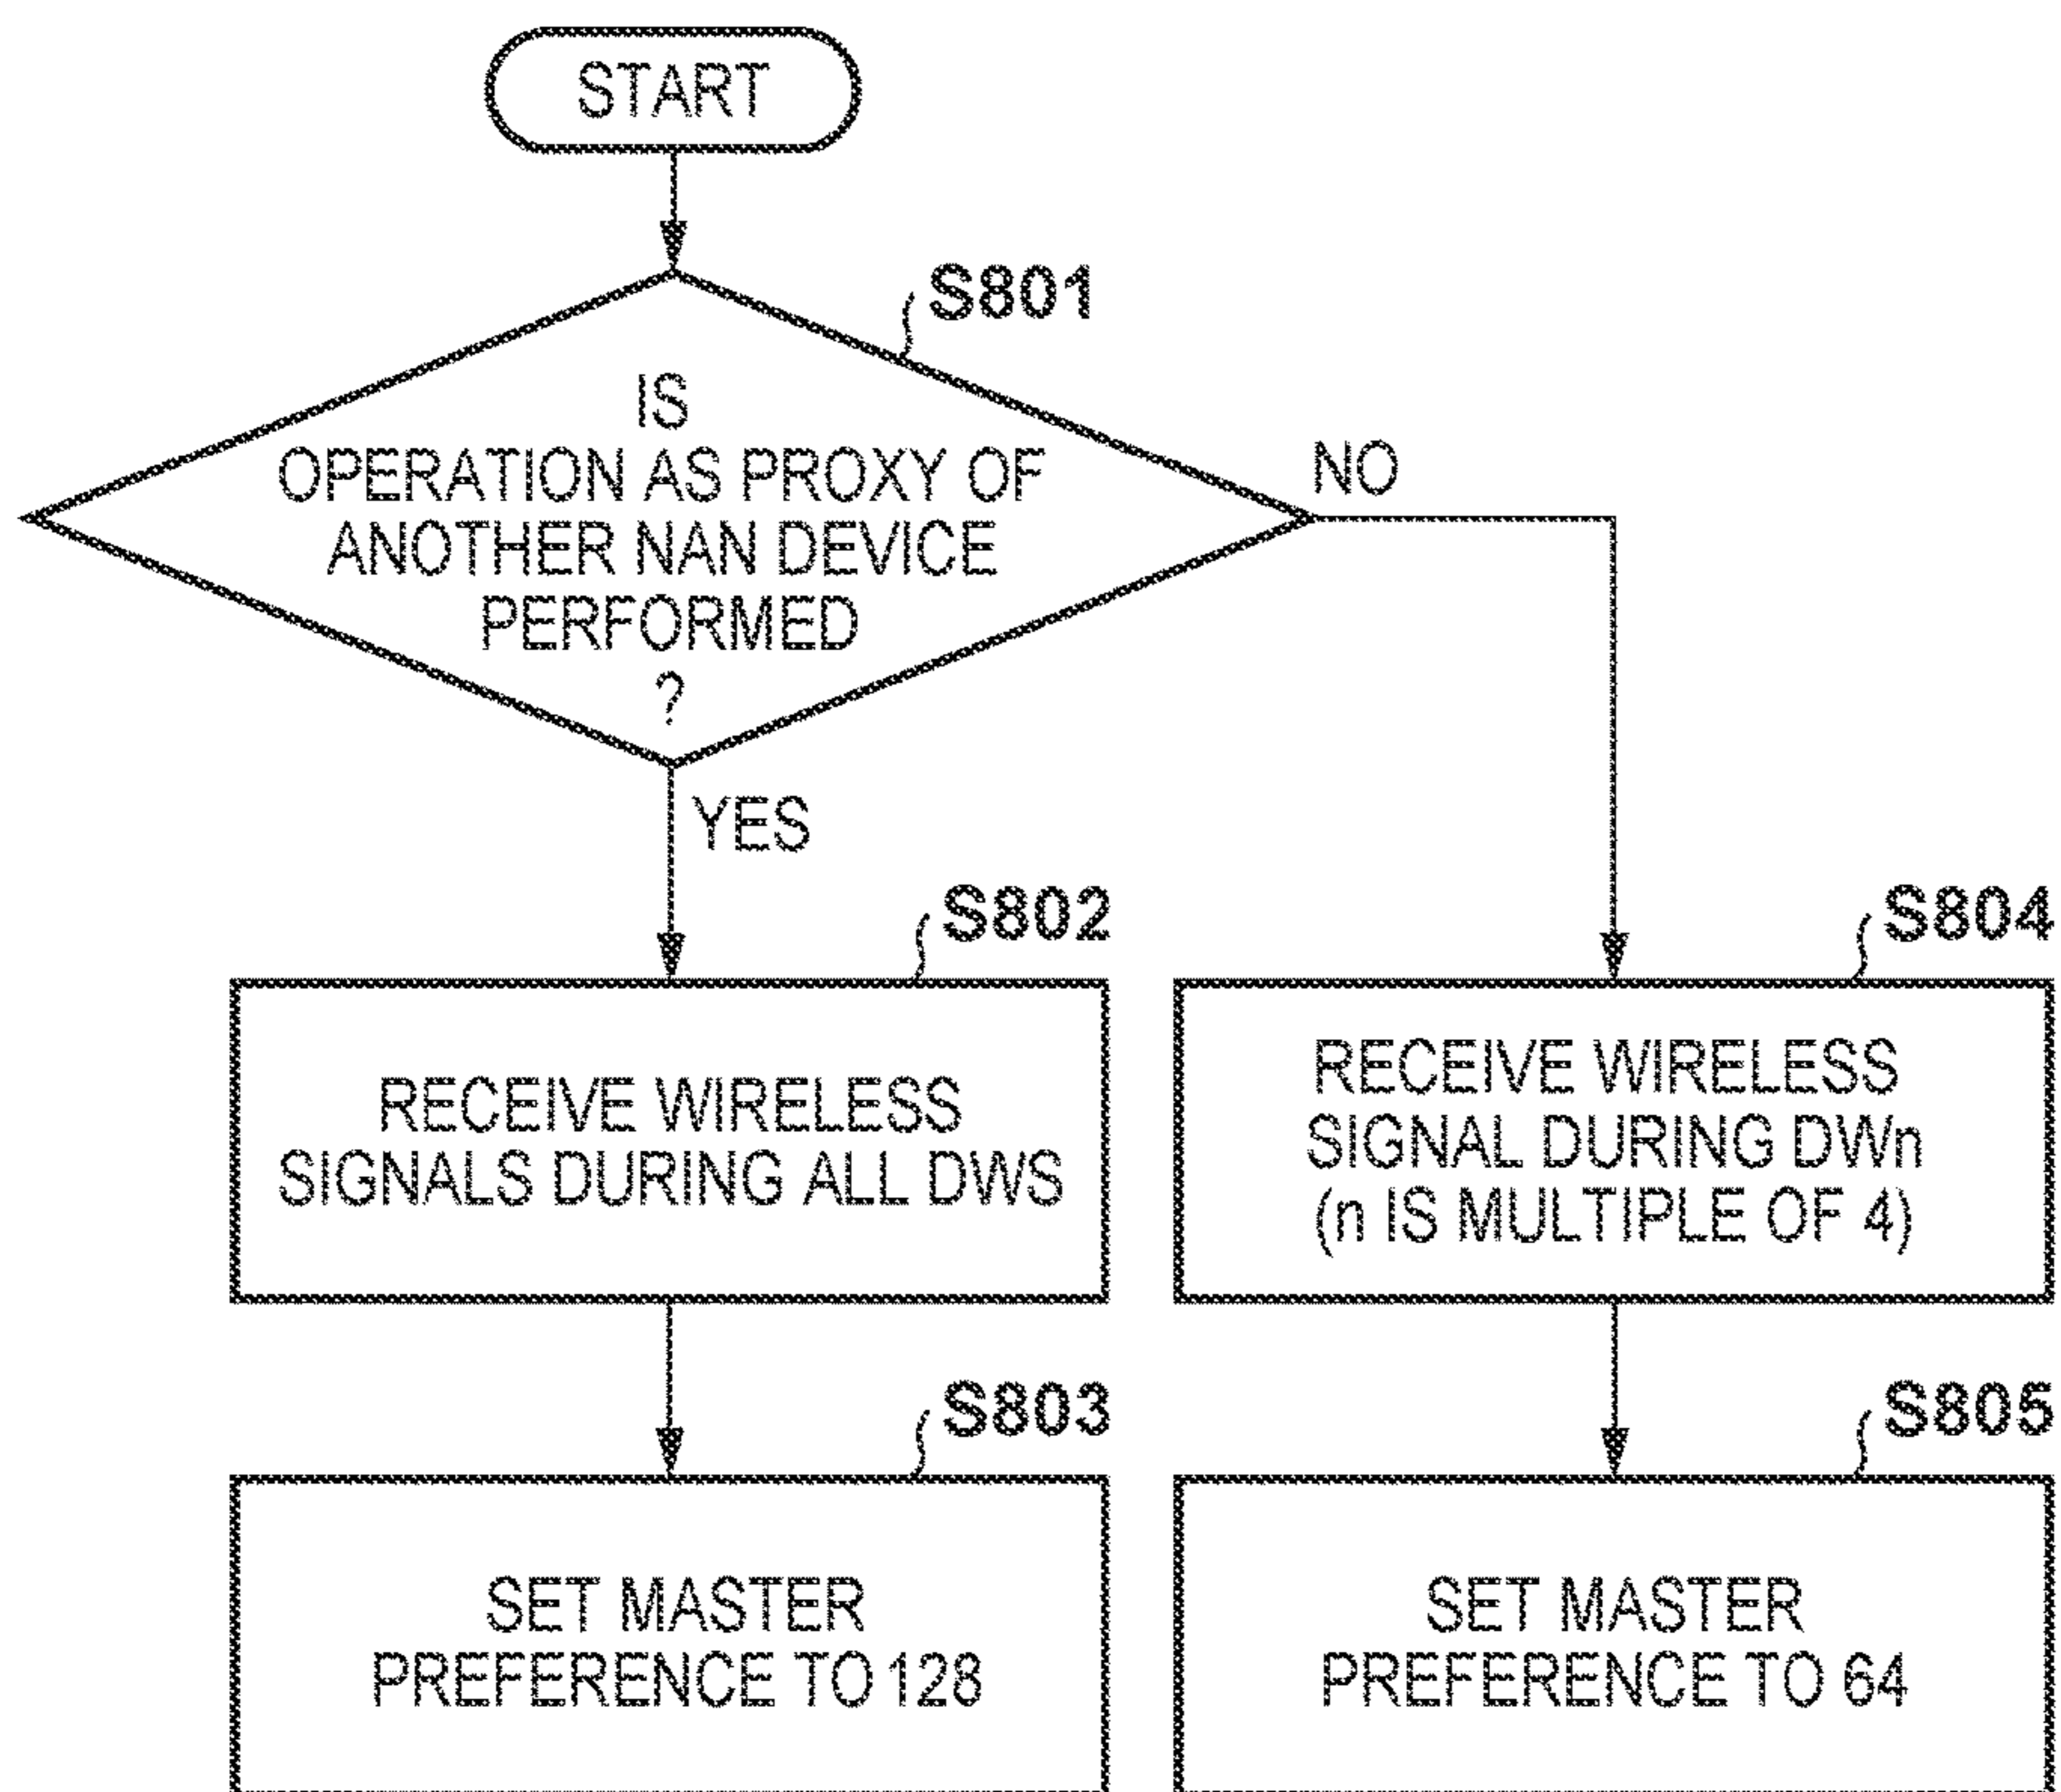 START
S801
IS
OPERATION AS PROXY OF
ANOTHER NAN DEVICE
PERFORMED
?
NO
YES
S802
RECEIVE WIRELESS
SIGNALS DURING ALL DWS
S804
RECEIVE WIRELESS
SIGNAL DURING DWn
(n IS MULTIPLE OF 4)
S803
SET MASTER
PREFERENCE TO 128
S805
SET MASTER
PREFERENCE TO 64